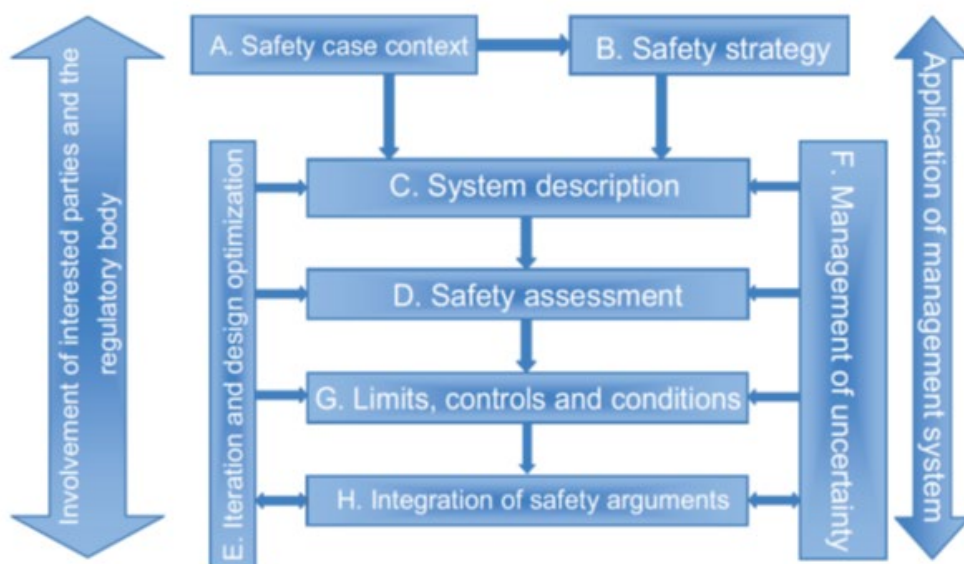 A. Safety case context
B. Safety strategy
Involvement of interested parties and the
regulatory body
E. Iteration and design optimization
C. System description
D. Safety assessment
G. Limits, controls and conditions
H. Integration of safety arguments
F. Management of uncertainty
Application of management system